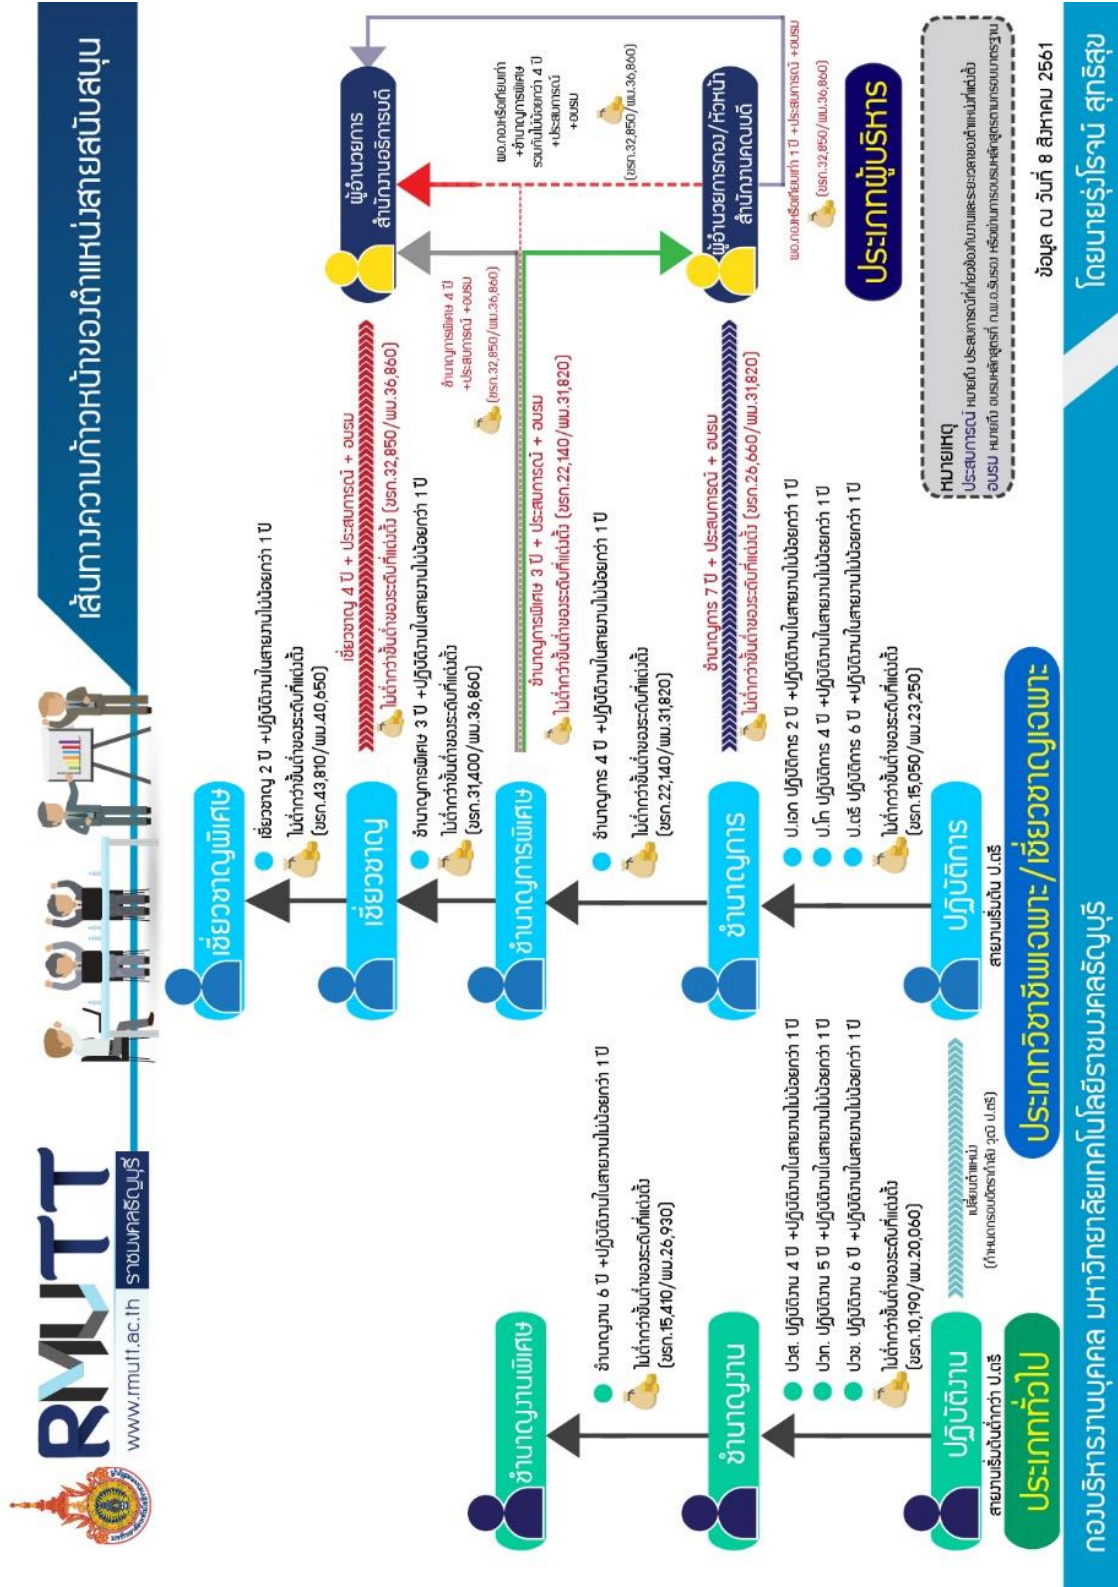 RMUTT
www.rmutt.ac.th ราชมงคลธัญบุรี
เส้นทางความก้าวหน้าของตำแหน่งสายสนับสนุน
เชี่ยวชาญพิเศษ
เชี่ยวชาญ 2 ปี +ปฏิบัติงานในสายงานไม่น้อยกว่า 1 ปี
ไม่ต่ำกว่าขั้นต่ำของระดับที่แต่งตั้ง
(ขรก.43,810/พม.40,650)
เชี่ยวชาญ
เชี่ยวชาญ 4 ปี + ประสบการณ์ + อบรม
ไม่ต่ำกว่าขั้นต่ำของระดับที่แต่งตั้ง (ขรก.32,850/พม.36,860)
ผู้อำนวยการ
สำนักงานอธิการบดี
ชำนาญการพิเศษ 3 ปี +ปฏิบัติงานในสายงานไม่น้อยกว่า 1 ปี
ไม่ต่ำกว่าขั้นต่ำของระดับที่แต่งตั้ง
(ขรก.31,400/พม.36,860)
ชำนาญการพิเศษ 4 ปี
+ประสบการณ์ +อบรม
(ขรก.32,850/พม.36,860)
ผอ.กองหรือเทียบเท่า
+ชำนาญการพิเศษ
รวมกันไม่น้อยกว่า 4 ปี
+ประสบการณ์
+อบรม
(ขรก.32,850/พม.36,860)
ชำนาญงานพิเศษ
ชำนาญการพิเศษ
ชำนาญการพิเศษ 3 ปี + ประสบการณ์ + อบรม
ไม่ต่ำกว่าขั้นต่ำของระดับที่แต่งตั้ง (ขรก.22,140/พม.31,820)
ชำนาญงาน 6 ปี +ปฏิบัติงานในสายงานไม่น้อยกว่า 1 ปี
ไม่ต่ำกว่าขั้นต่ำของระดับที่แต่งตั้ง
(ขรก.15,410/พม.26,930)
ชำนาญการ 4 ปี +ปฏิบัติงานในสายงานไม่น้อยกว่า 1 ปี
ไม่ต่ำกว่าขั้นต่ำของระดับที่แต่งตั้ง
(ขรก.22,140/พม.31,820)
ชำนาญงาน
ชำนาญการ
ชำนาญการ 7 ปี + ประสบการณ์ + อบรม
ไม่ต่ำกว่าขั้นต่ำของระดับที่แต่งตั้ง (ขรก.26,660/พม.31,820)
ผู้อำนวยการกอง/หัวหน้า
สำนักงานคณบดี
ผอ.กองหรือเทียบเท่า 1 ปี +ประสบการณ์ +อบรม
(ขรก.32,850/พม.36,860)
ปวส. ปฏิบัติงาน 4 ปี +ปฏิบัติงานในสายงานไม่น้อยกว่า 1 ปี
ปวท. ปฏิบัติงาน 5 ปี +ปฏิบัติงานในสายงานไม่น้อยกว่า 1 ปี
ปวช. ปฏิบัติงาน 6 ปี +ปฏิบัติงานในสายงานไม่น้อยกว่า 1 ปี
ไม่ต่ำกว่าขั้นต่ำของระดับที่แต่งตั้ง
(ขรก.10,190/พม.20,060)
ป.เอก ปฏิบัติการ 2 ปี +ปฏิบัติงานในสายงานไม่น้อยกว่า 1 ปี
ป.โท ปฏิบัติการ 4 ปี +ปฏิบัติงานในสายงานไม่น้อยกว่า 1 ปี
ป.ตรี ปฏิบัติการ 6 ปี +ปฏิบัติงานในสายงานไม่น้อยกว่า 1 ปี
ไม่ต่ำกว่าขั้นต่ำของระดับที่แต่งตั้ง
(ขรก.15,050/พม.23,250)
ประเภทผู้บริหาร
ปฏิบัติงาน
สายงานเริ่มต้นต่ำกว่า ป.ตรี
เปลี่ยนตำแหน่ง
(กำหนดกรอบอัตรากำลัง วุฒิ ป.ตรี)
ปฏิบัติการ
สายงานเริ่มต้น ป.ตรี
หมายเหตุ
ประสบการณ์ หมายถึง ประสบการณ์ที่เกี่ยวข้องกับงานและระยะเวลาของตำแหน่งที่แต่งตั้ง
อบรม หมายถึง อบรมหลักสูตรที่ ก.พ.อ.รับรอง หรือผ่านการอบรมหลักสูตรตามกรอบมาตรฐาน
ประเภททั่วไป
ประเภทวิชาชีพเฉพาะ/เชี่ยวชาญเฉพาะ
ข้อมูล ณ วันที่ 8 สิงหาคม 2561
กองบริหารงานบุคคล มหาวิทยาลัยเทคโนโลยีราชมงคลธัญบุรี
โดยนายรุ่งโรจน์ สุทธิสุข